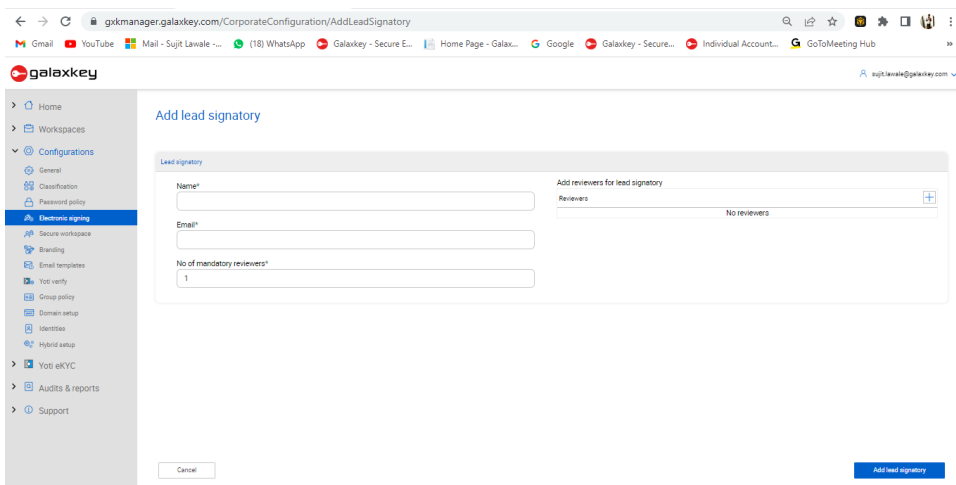 gxkmanager.galaxkey.com/CorporateConfiguration/AddLeadSignatory
Gmail YouTube Mail - Sujit Lawale -... (18) WhatsApp Galaxkey - Secure E... Home Page - Galax... Google Galaxkey - Secure... Individual Account... GoToMeeting Hub »
galaxkey
sujit.lawale@galaxkey.com
Home
Workspaces
Configurations
General
Classification
Password policy
Electronic signing
Secure workspace
Branding
Email templates
Yoti verify
Group policy
Domain setup
Identities
Hybrid setup
Yoti eKYC
Audits & reports
Support
Add lead signatory
Lead signatory
Name*
Email*
No of mandatory reviewers*
1
Add reviewers for lead signatory
Reviewers
No reviewers
Cancel
Add lead signatory